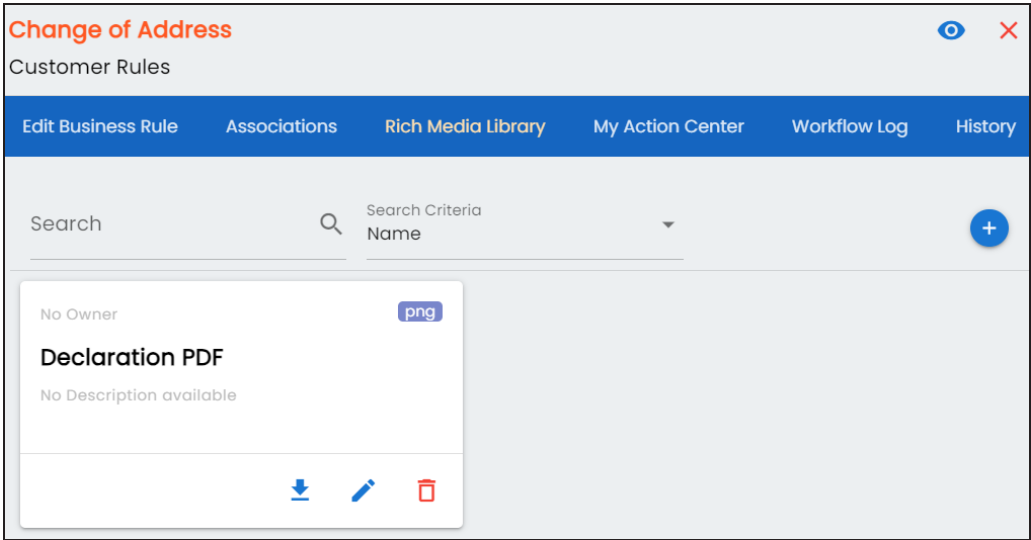 Change of Address
Customer Rules
Edit Business Rule Associations Rich Media Library My Action Center Workflow Log History
Search
Search Criteria
Name
No Owner png
Declaration PDF
No Description available